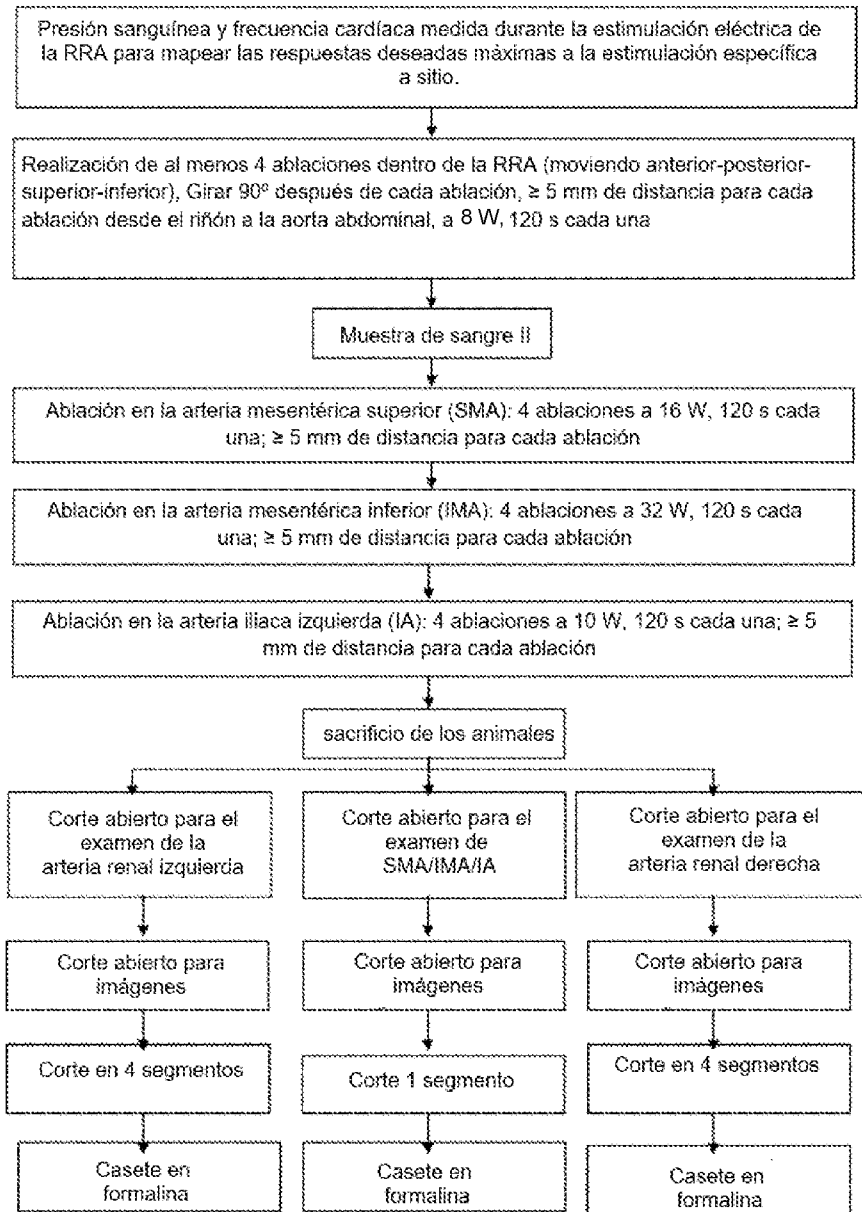 Presión sanguínea y frecuencia cardíaca medida durante la estimulación eléctrica de
la RRA para mapear las respuestas deseadas máximas a la estimulación específica
a sitio.
Realización de al menos 4 ablaciones dentro de la RRA (moviendo anterior-posterior-
superior-inferior), Girar 90º después de cada ablación, ≥ 5 mm de distancia para cada
ablación desde el riñón a la aorta abdominal, a 8 W, 120 s cada una
Muestra de sangre II
Ablación en la arteria mesentérica superior (SMA): 4 ablaciones a 16 W, 120 s cada
una; ≥ 5 mm de distancia para cada ablación
Ablación en la arteria mesentérica inferior (IMA): 4 ablaciones a 32 W, 120 s cada
una; ≥ 5 mm de distancia para cada ablación
Ablación en la arteria iliaca izquierda (IA): 4 ablaciones a 10 W, 120 s cada una; ≥ 5
mm de distancia para cada ablación
sacrificio de los animales
Corte abierto para el
examen de la
arteria renal izquierda
Corte abierto para el
examen de
SMA/IMA/IA
Corte abierto para el
examen de la
arteria renal derecha
Corte abierto para
imágenes
Corte abierto para
imágenes
Corte abierto para
imágenes
Corte en 4 segmentos
Corte 1 segmento
Corte en 4 segmentos
Casete en
formalina
Casete en
formalina
Casete en
formalina